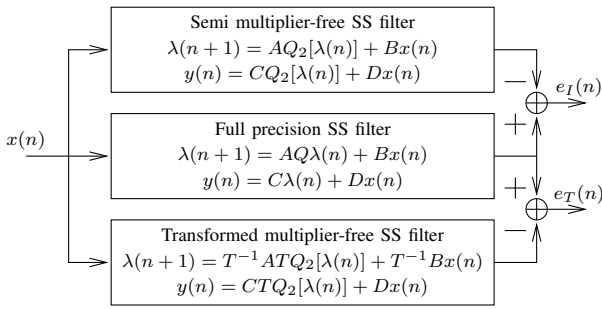 Semi multiplier-free SS filter
λ(n + 1) = AQ₂[λ(n)] + Bx(n)
y(n) = CQ₂[λ(n)] + Dx(n)
−
e_I(n)
+
x(n)
Full precision SS filter
λ(n + 1) = AQλ(n) + Bx(n)
y(n) = Cλ(n) + Dx(n)
+
e_T(n)
−
Transformed multiplier-free SS filter
λ(n + 1) = T⁻¹ATQ₂[λ(n)] + T⁻¹Bx(n)
y(n) = CTQ₂[λ(n)] + Dx(n)